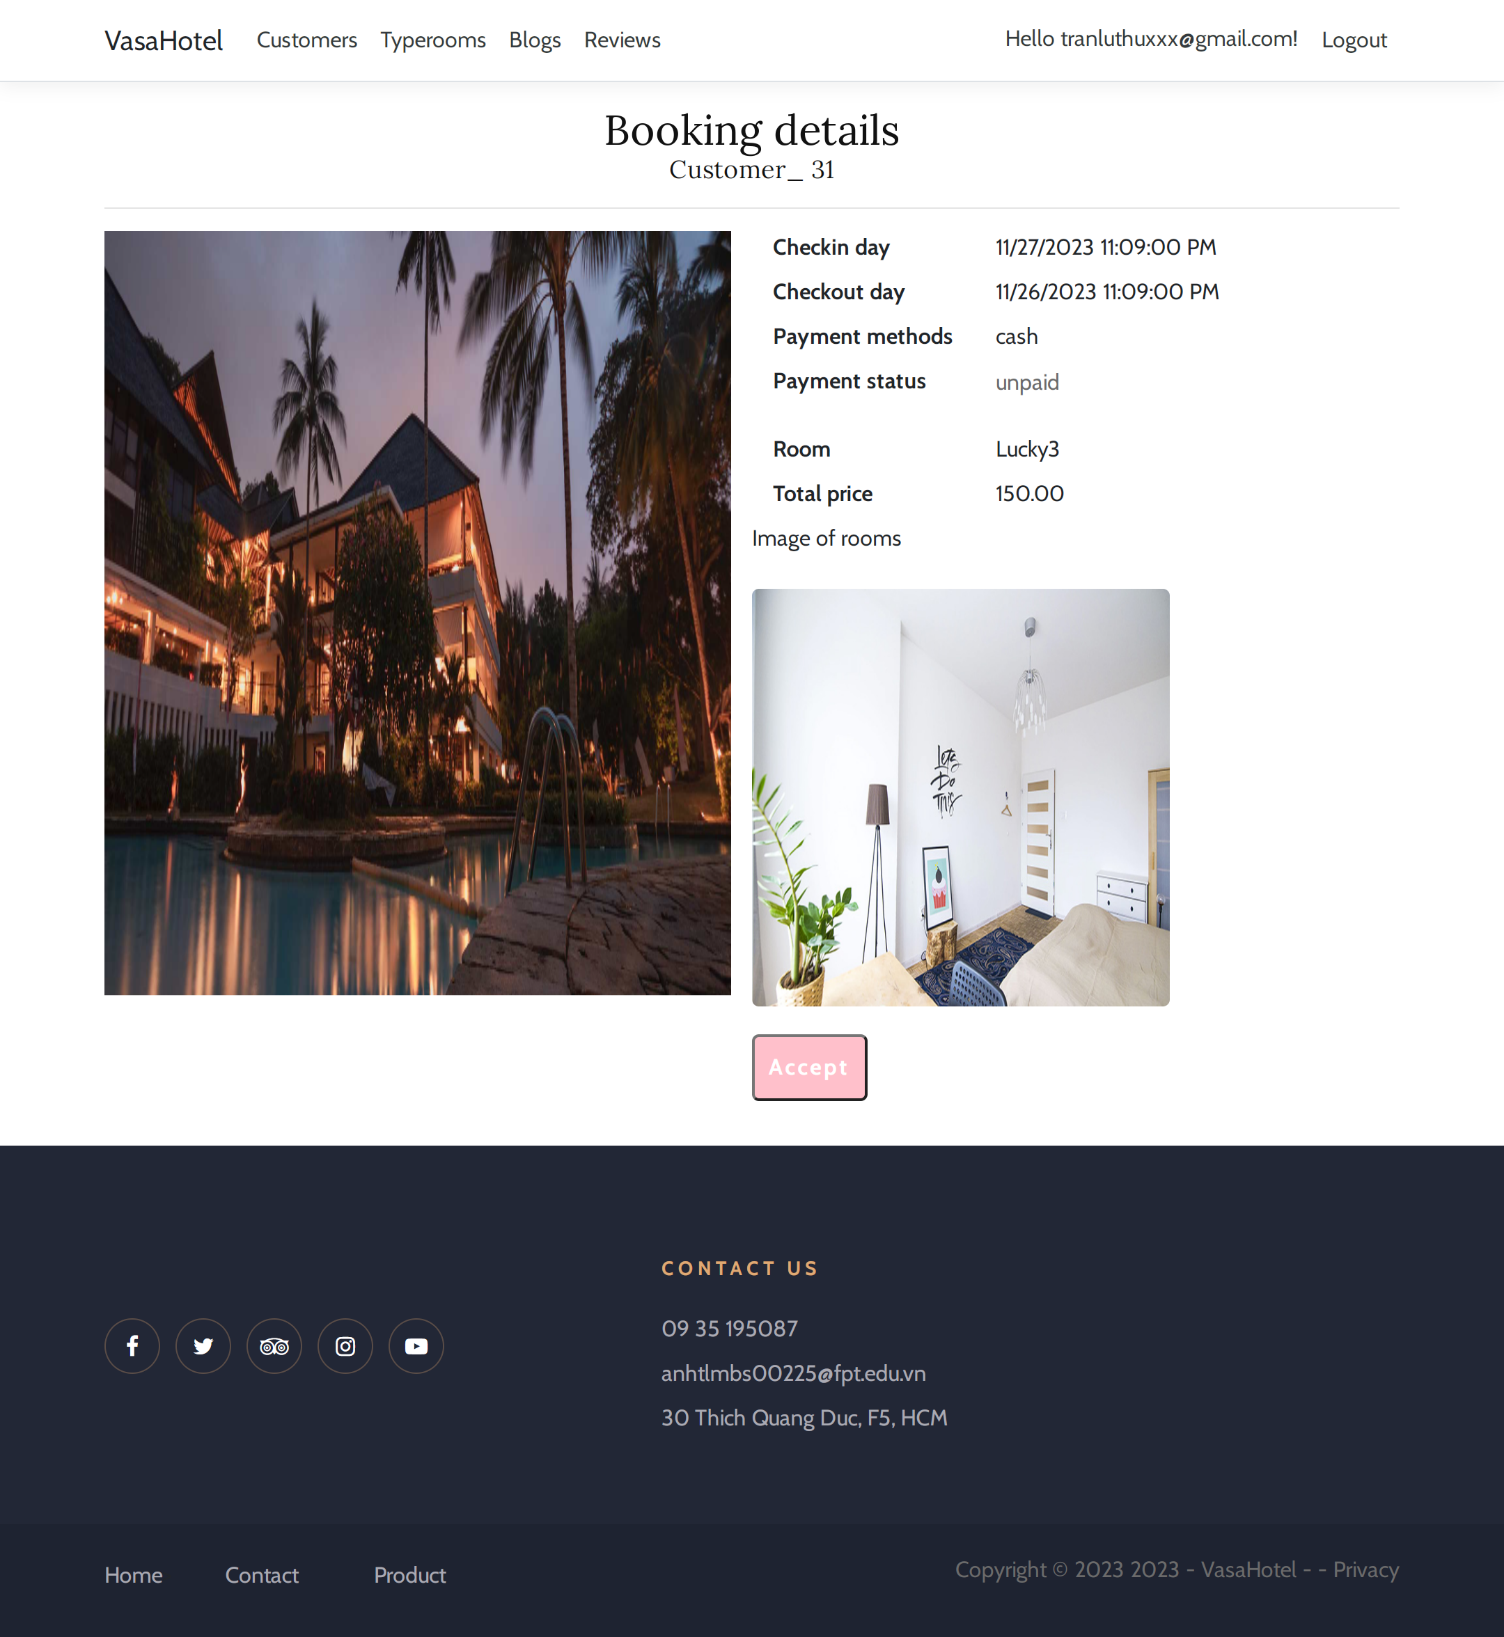 VasaHotel Customers Typerooms Blogs Reviews Hello tranluthuxxx@gmail.com! Logout
Booking details
Customer_ 31
Checkin day 11/27/2023 11:09:00 PM
Checkout day 11/26/2023 11:09:00 PM
Payment methods cash
Payment status unpaid
Room Lucky3
Total price 150.00
Image of rooms
Let's
Do
This
Accept
CONTACT US
09 35 195087
anhtlmbs00225@fpt.edu.vn
30 Thich Quang Duc, F5, HCM
Home Contact Product Copyright © 2023 2023 - VasaHotel - - Privacy